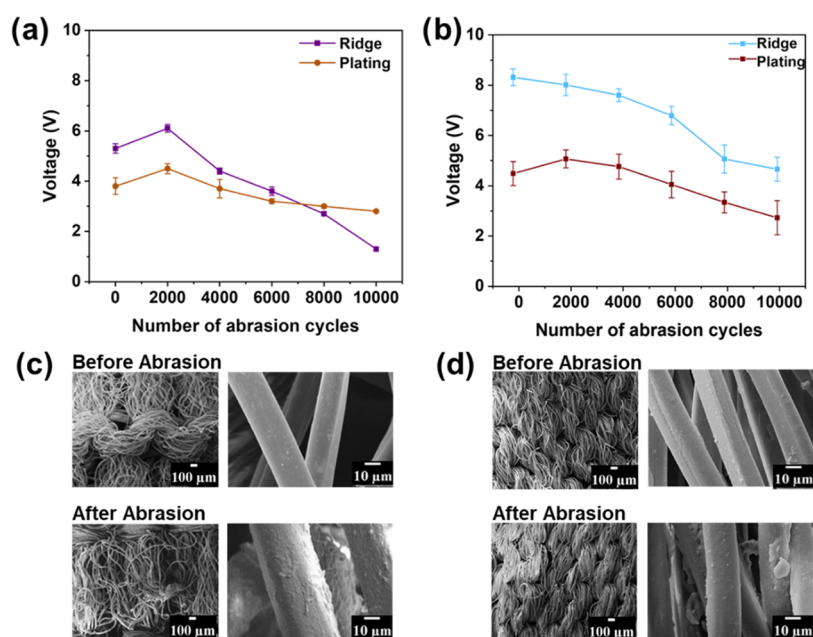 (a)
10
8
6
4
2
0
Voltage (V)
Ridge
Plating
0 2000 4000 6000 8000 10000
Number of abrasion cycles
(b)
10
8
6
4
2
0
Voltage (V)
Ridge
Plating
0 2000 4000 6000 8000 10000
Number of abrasion cycles
(c)
Before Abrasion
100 µm
10 µm
After Abrasion
100 µm
10 µm
(d)
Before Abrasion
100 µm
10 µm
After Abrasion
100 µm
10 µm